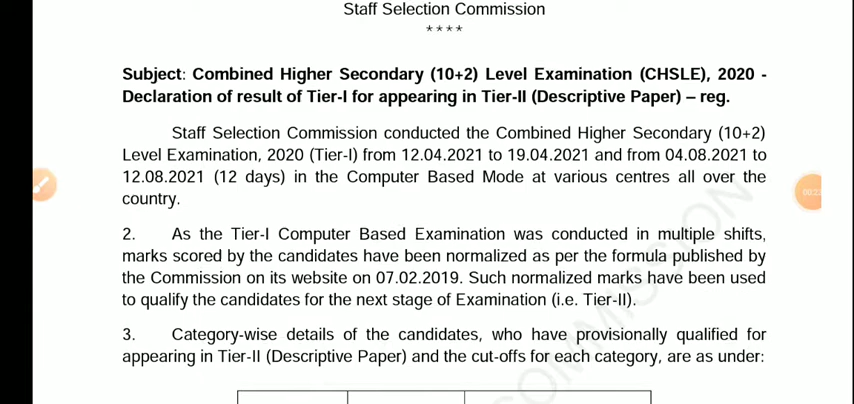 Staff Selection Commission
****
Subject: Combined Higher Secondary (10+2) Level Examination (CHSLE), 2020 -
Declaration of result of Tier-I for appearing in Tier-II (Descriptive Paper) – reg.
Staff Selection Commission conducted the Combined Higher Secondary (10+2)
Level Examination, 2020 (Tier-I) from 12.04.2021 to 19.04.2021 and from 04.08.2021 to
12.08.2021 (12 days) in the Computer Based Mode at various centres all over the
country.
00:23
2. As the Tier-I Computer Based Examination was conducted in multiple shifts,
marks scored by the candidates have been normalized as per the formula published by
the Commission on its website on 07.02.2019. Such normalized marks have been used
to qualify the candidates for the next stage of Examination (i.e. Tier-II).
3. Category-wise details of the candidates, who have provisionally qualified for
appearing in Tier-II (Descriptive Paper) and the cut-offs for each category, are as under:
COMMISSION